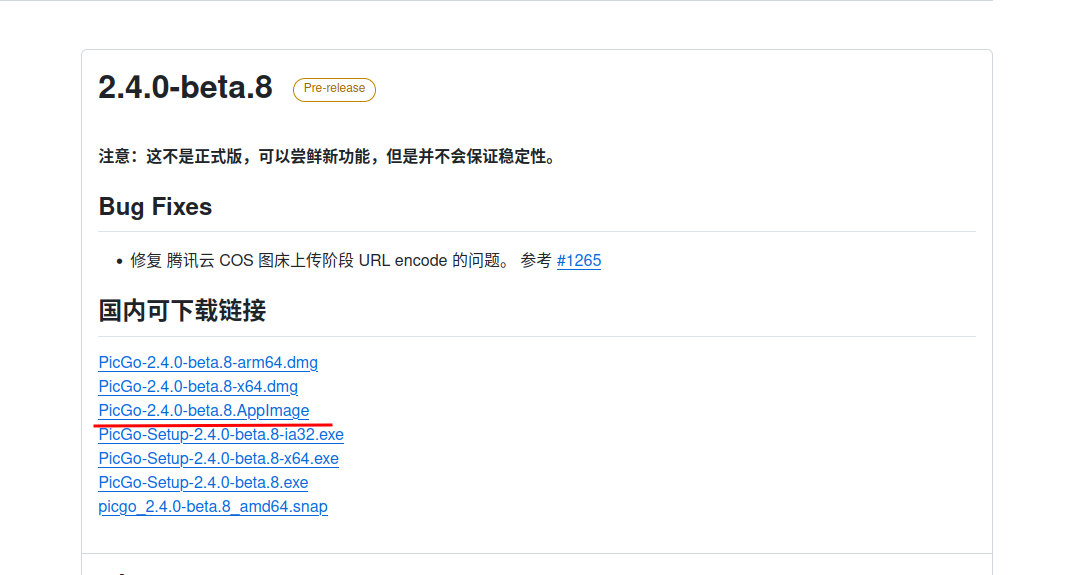 2.4.0-beta.8 Pre-release
注意：这不是正式版，可以尝鲜新功能，但是并不会保证稳定性。
Bug Fixes
• 修复 腾讯云 COS 图床上传阶段 URL encode 的问题。 参考 #1265
国内可下载链接
PicGo-2.4.0-beta.8-arm64.dmg
PicGo-2.4.0-beta.8-x64.dmg
PicGo-2.4.0-beta.8.AppImage
PicGo-Setup-2.4.0-beta.8-ia32.exe
PicGo-Setup-2.4.0-beta.8-x64.exe
PicGo-Setup-2.4.0-beta.8.exe
picgo_2.4.0-beta.8_amd64.snap